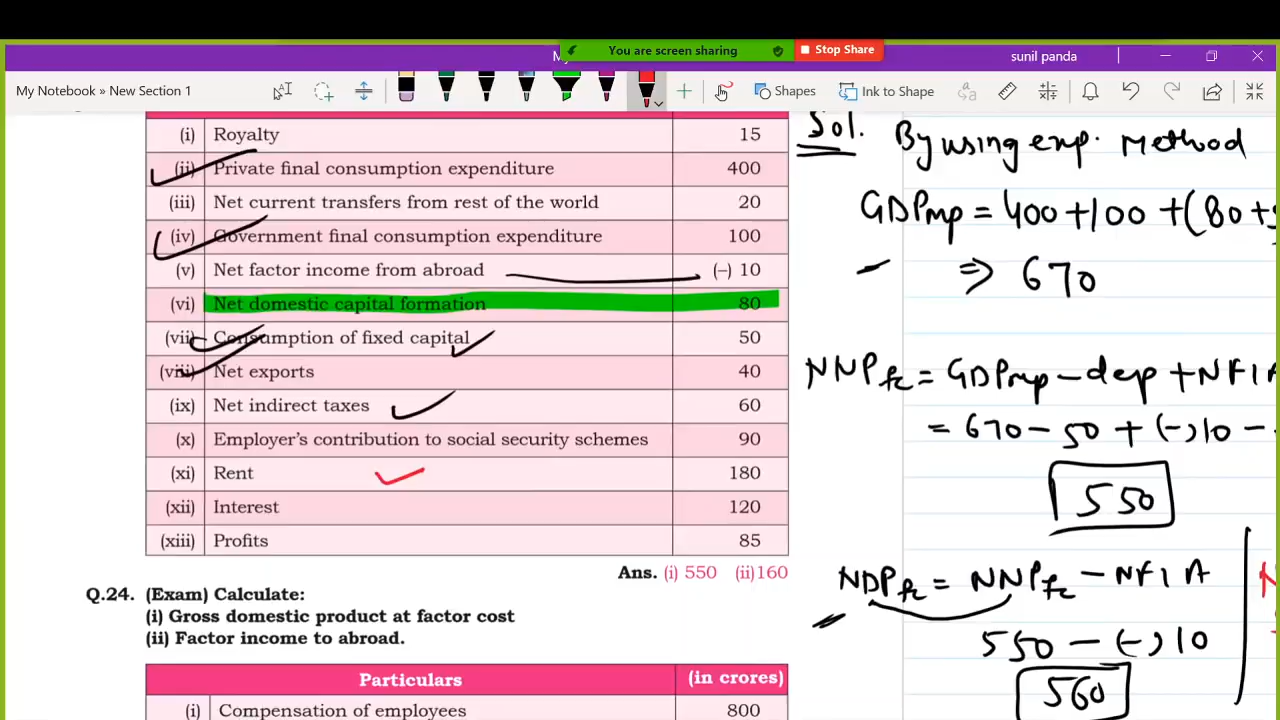 You are screen sharing
Stop Share
My
sunil panda
My Notebook » New Section 1
Shapes
Ink to Shape
(i) Royalty 15
(ii) Private final consumption expenditure 400
(iii) Net current transfers from rest of the world 20
(iv) Government final consumption expenditure 100
(v) Net factor income from abroad (–) 10
(vi) Net domestic capital formation 80
(vii) Consumption of fixed capital 50
(viii) Net exports 40
(ix) Net indirect taxes 60
(x) Employer's contribution to social security schemes 90
(xi) Rent 180
(xii) Interest 120
(xiii) Profits 85
Ans. (i) 550 (ii)160
Q.24. (Exam) Calculate:
(i) Gross domestic product at factor cost
(ii) Factor income to abroad.
Particulars (in crores)
(i) Compensation of employees 800
Sol. By using exp. Method
GDPmp = 400+100+(80+
⇒ 670
NNPfc = GDPmp – dep + NFIA
= 670 – 50 + (–)10 –
550
NDPfc = NNPfc – NFIA
550 – (–)10
560